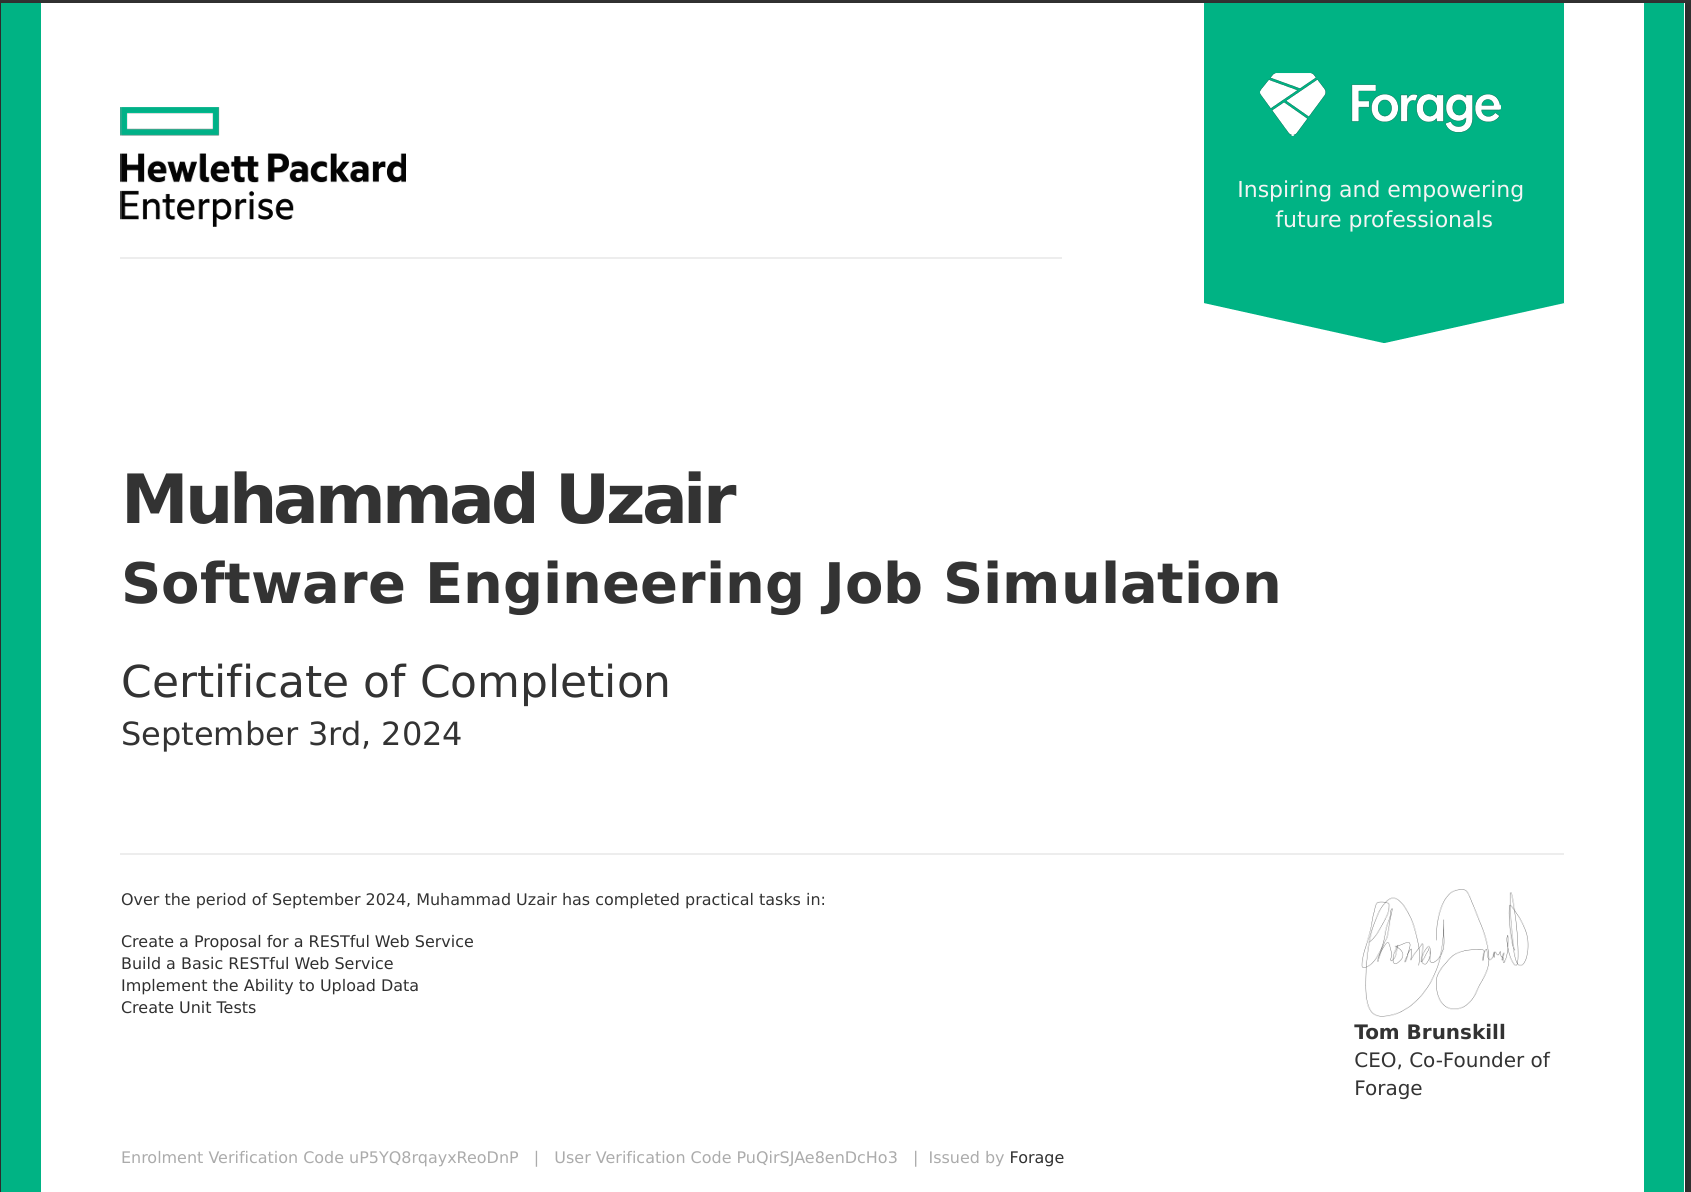 Hewlett Packard
Enterprise
Forage
Inspiring and empowering
future professionals
Muhammad Uzair
Software Engineering Job Simulation
Certificate of Completion
September 3rd, 2024
Over the period of September 2024, Muhammad Uzair has completed practical tasks in:
Create a Proposal for a RESTful Web Service
Build a Basic RESTful Web Service
Implement the Ability to Upload Data
Create Unit Tests
Tom Brunskill
CEO, Co-Founder of
Forage
Enrolment Verification Code uP5YQ8rqayxReoDnP | User Verification Code PuQirSJAe8enDcHo3 | Issued by Forage